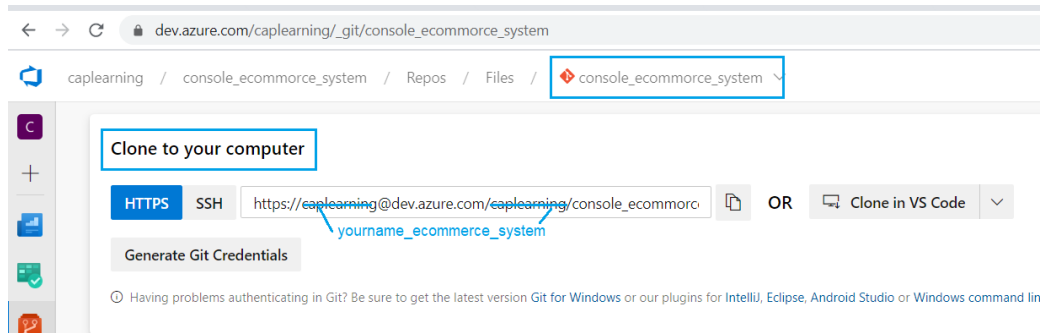 dev.azure.com/caplearning/_git/console_ecommorce_system
caplearning / console_ecommorce_system / Repos / Files / console_ecommorce_system
C
Clone to your computer
HTTPS SSH https://caplearning@dev.azure.com/caplearning/console_ecommorc OR Clone in VS Code
yourname_ecommerce_system
Generate Git Credentials
Having problems authenticating in Git? Be sure to get the latest version Git for Windows or our plugins for IntelliJ, Eclipse, Android Studio or Windows command lin